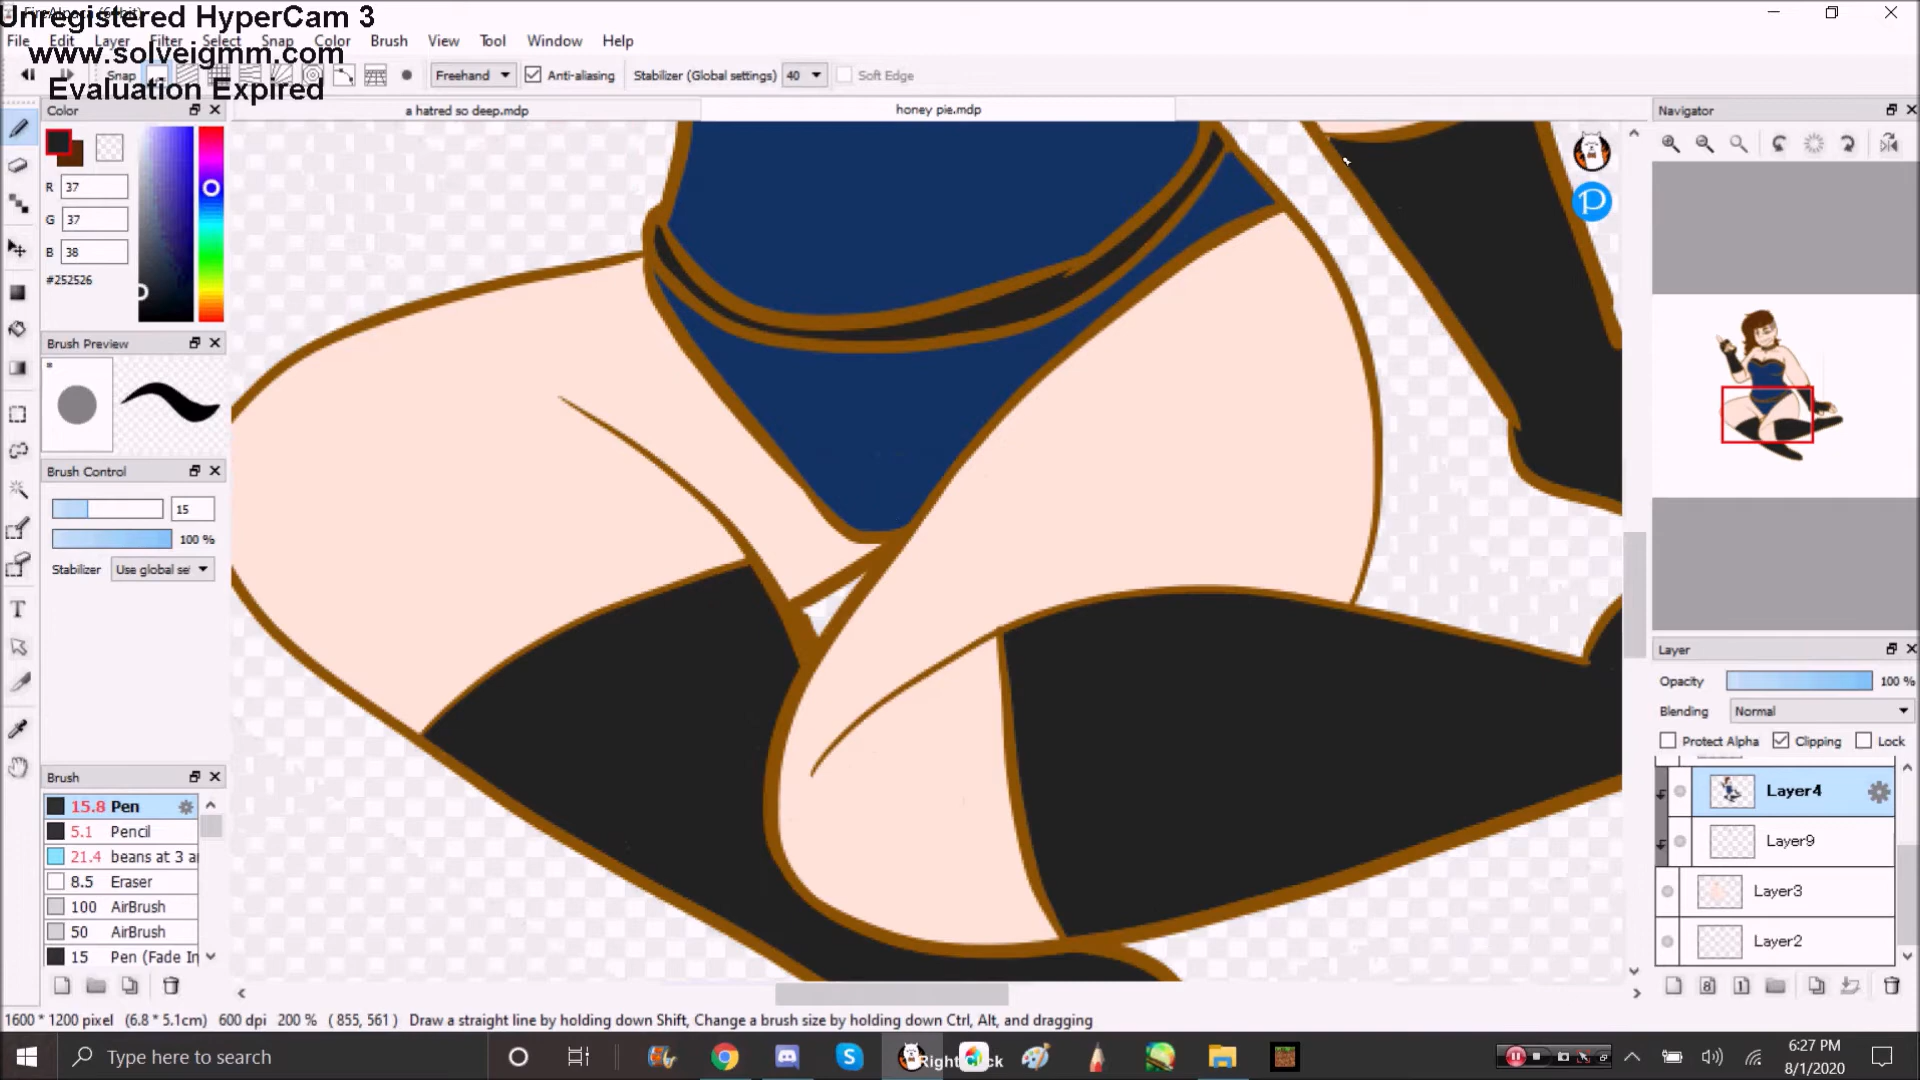 Unregistered HyperCam 3
www.solveigmm.com
Evaluation Expired
File Edit Layer Filter Select Snap Color Brush View Tool Window Help
Snap Freehand Anti-aliasing Stabilizer (Global settings) 40 Soft Edge
Color
a hatred so deep.mdp
honey pie.mdp
Navigator
R 37
G 37
B 38
#252526
Brush Preview
Brush Control
15
100 %
Stabilizer Use global se
Brush
15.8 Pen
5.1 Pencil
21.4 beans at 3 a
8.5 Eraser
100 AirBrush
50 AirBrush
15 Pen (Fade In
Layer
Opacity 100 %
Blending Normal
Protect Alpha Clipping Lock
Layer4
Layer9
Layer3
Layer2
1600 * 1200 pixel (6.8 * 5.1cm) 600 dpi 200 % ( 855, 561 ) Draw a straight line by holding down Shift, Change a brush size by holding down Ctrl, Alt, and dragging
Type here to search
6:27 PM
8/1/2020